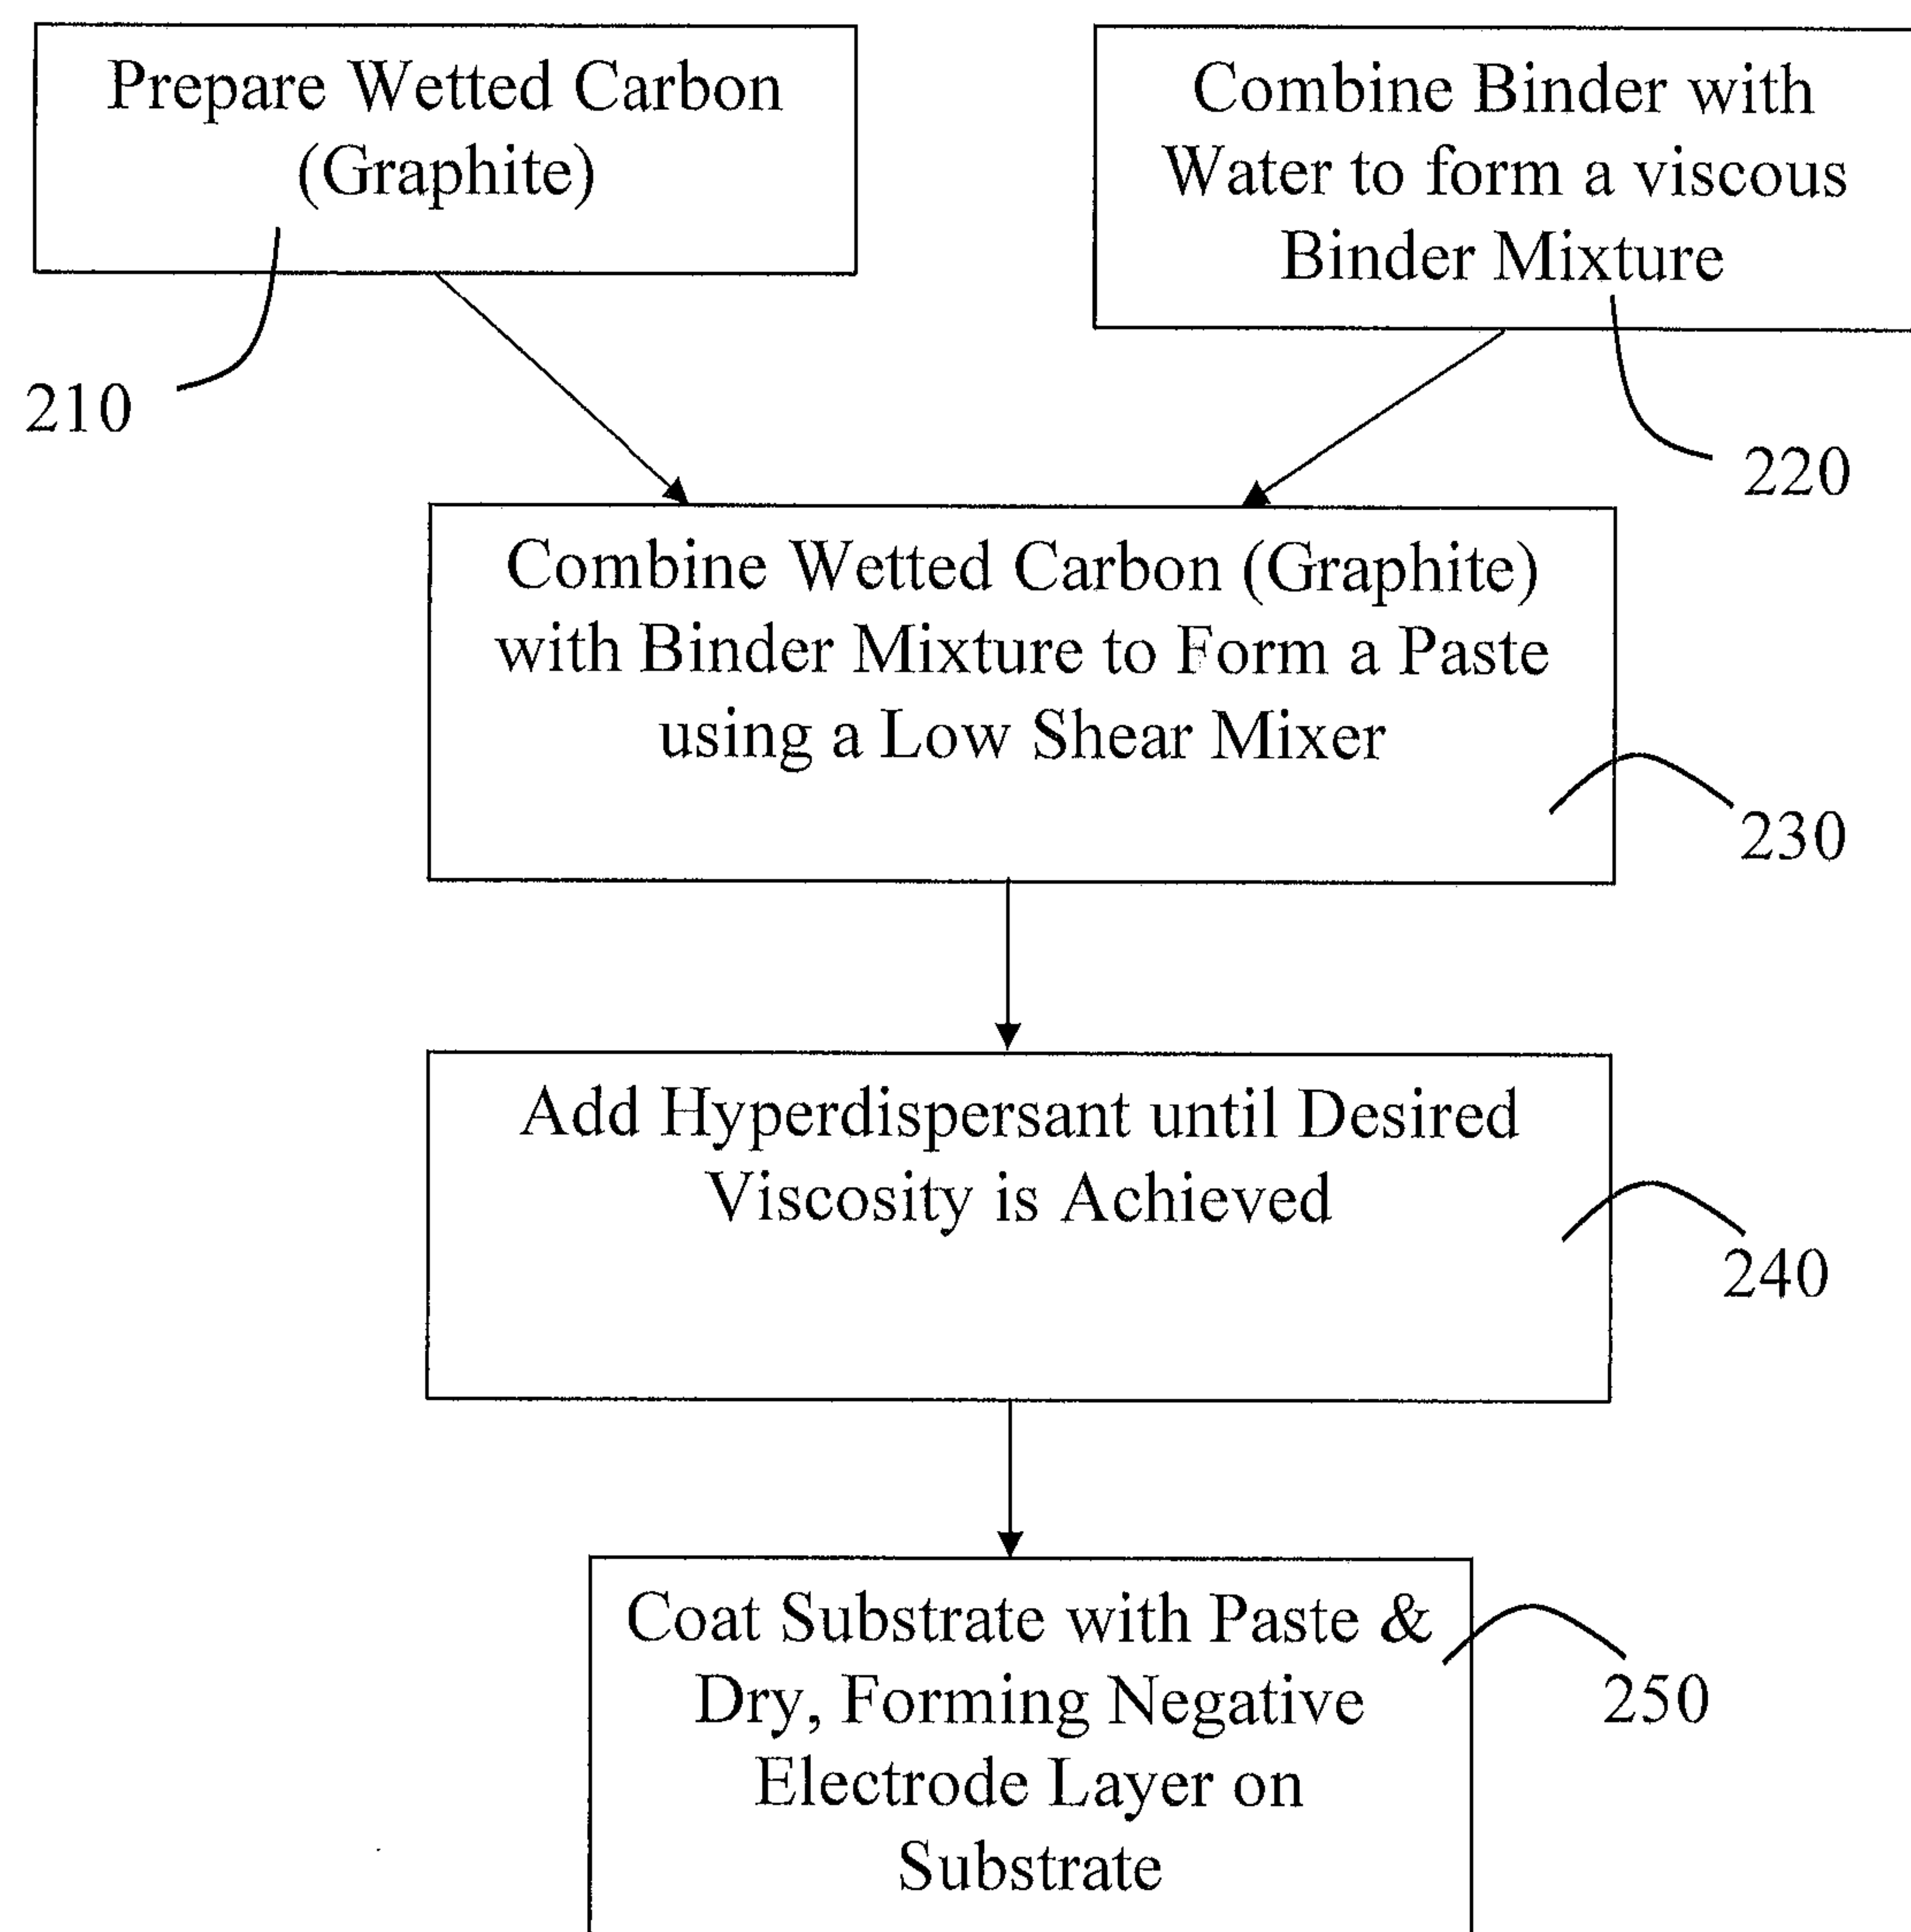 Prepare Wetted Carbon
(Graphite)
210
Combine Binder with
Water to form a viscous
Binder Mixture
220
Combine Wetted Carbon (Graphite)
with Binder Mixture to Form a Paste
using a Low Shear Mixer
230
Add Hyperdispersant until Desired
Viscosity is Achieved
240
Coat Substrate with Paste &
Dry, Forming Negative
Electrode Layer on
Substrate
250